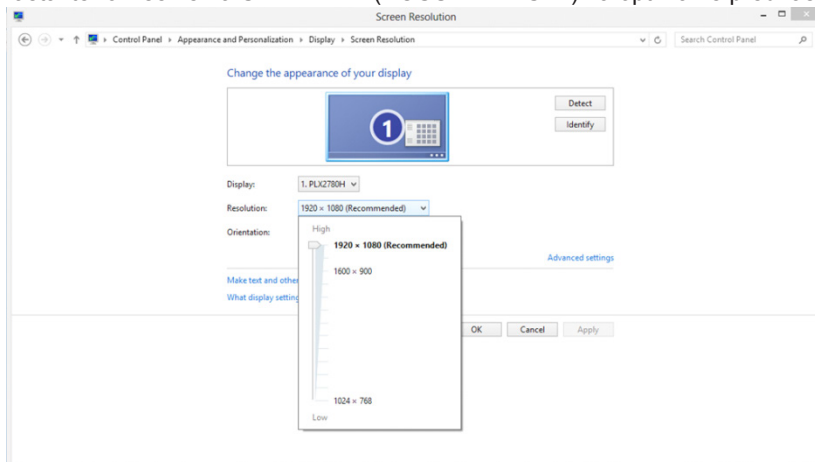 Screen Resolution
Control Panel ▸ Appearance and Personalization ▸ Display ▸ Screen Resolution
Search Control Panel
Change the appearance of your display
1
Detect
Identify
Display:
1. PLX2780H
Resolution:
1920 × 1080 (Recommended)
Orientation:
High
1920 × 1080 (Recommended)
1600 × 900
1024 × 768
Low
Advanced settings
Make text and othe
What display setting
OK
Cancel
Apply